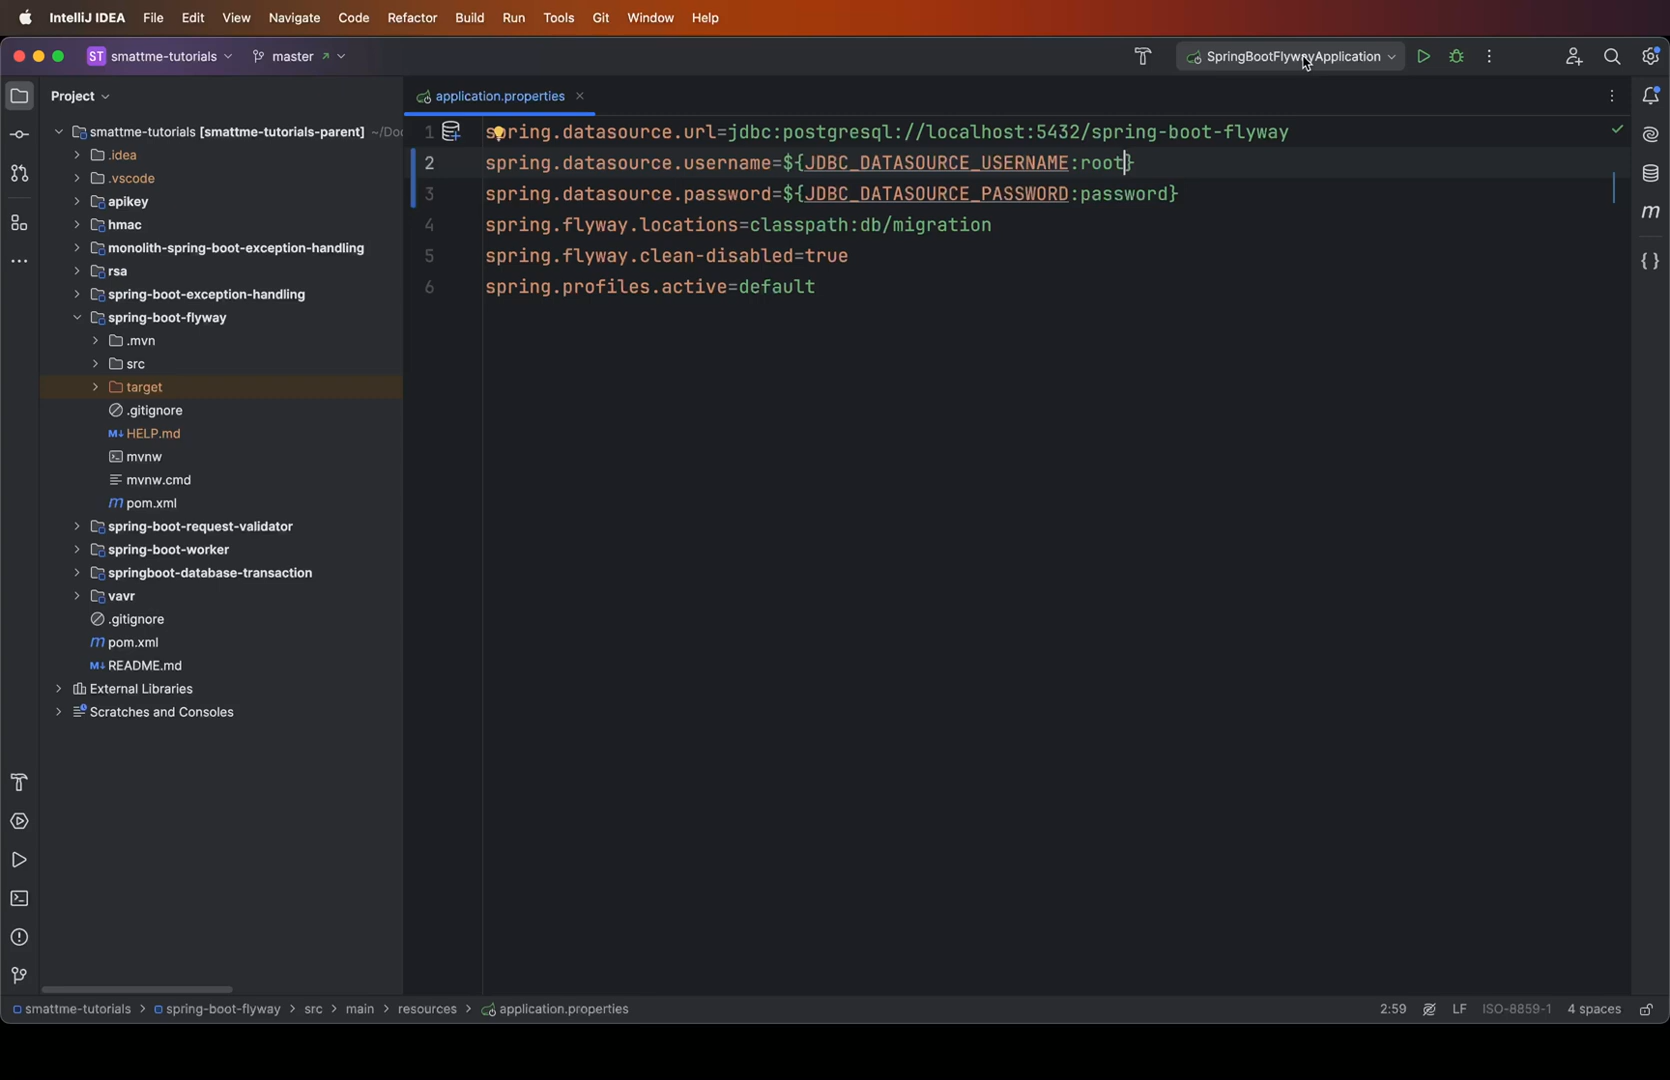 IntelliJ IDEA File Edit View Navigate Code Refactor Build Run Tools Git Window Help
ST smattme-tutorials master SpringBootFlywayApplication
Project
application.properties
smattme-tutorials [smattme-tutorials-parent] ~/Doc
.idea
.vscode
apikey
hmac
monolith-spring-boot-exception-handling
rsa
spring-boot-exception-handling
spring-boot-flyway
.mvn
src
target
.gitignore
M↓ HELP.md
mvnw
mvnw.cmd
m pom.xml
spring-boot-request-validator
spring-boot-worker
springboot-database-transaction
vavr
.gitignore
m pom.xml
M↓ README.md
External Libraries
Scratches and Consoles
1 spring.datasource.url=jdbc:postgresql://localhost:5432/spring-boot-flyway
2 spring.datasource.username=${JDBC_DATASOURCE_USERNAME:root}
3 spring.datasource.password=${JDBC_DATASOURCE_PASSWORD:password}
4 spring.flyway.locations=classpath:db/migration
5 spring.flyway.clean-disabled=true
6 spring.profiles.active=default
m
{}
smattme-tutorials > spring-boot-flyway > src > main > resources > application.properties
2:59 LF ISO-8859-1 4 spaces